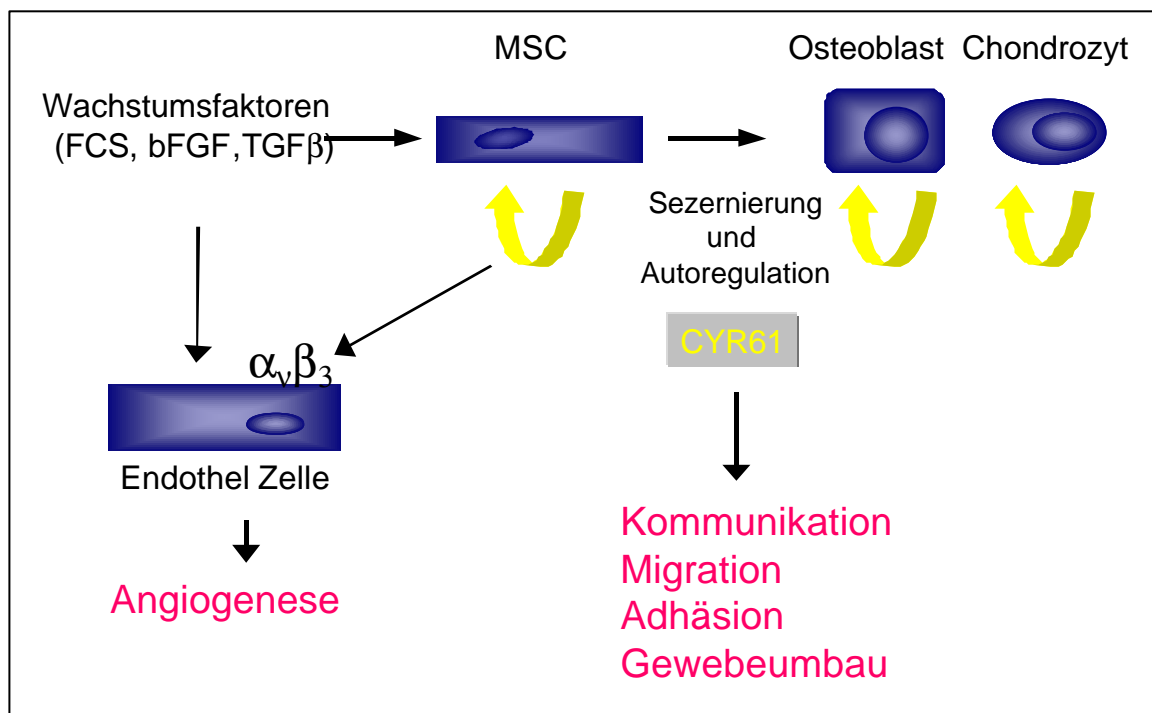 MSC
Osteoblast
Chondrozyt
Wachstumsfaktoren
(FCS, bFGF,TGFβ)
Sezernierung
und
Autoregulation
CYR61
αvβ3
Endothel Zelle
Angiogenese
Kommunikation
Migration
Adhäsion
Gewebeumbau